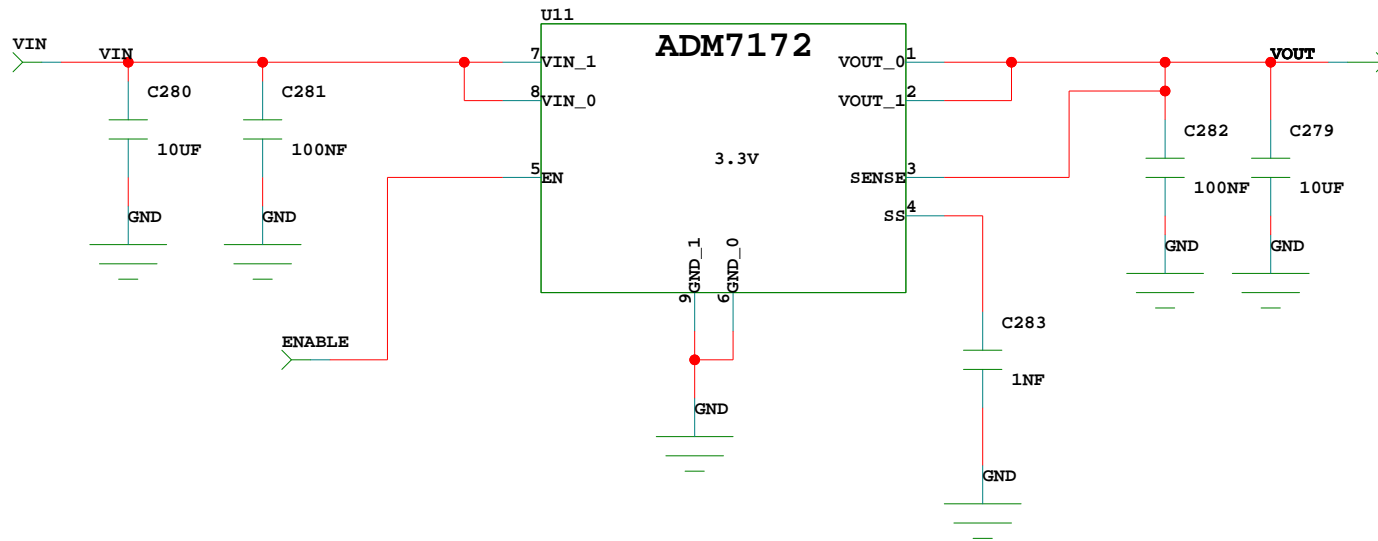 U11
ADM7172
VIN
VIN
7
VIN_1
8
VIN_0
5
EN
3.3V
VOUT_0
1
VOUT_1
2
SENSE
3
SS
4
VOUT
C280
10UF
GND
C281
100NF
GND
C282
100NF
GND
C279
10UF
GND
GND_1
9
GND_0
6
GND
ENABLE
C283
1NF
GND